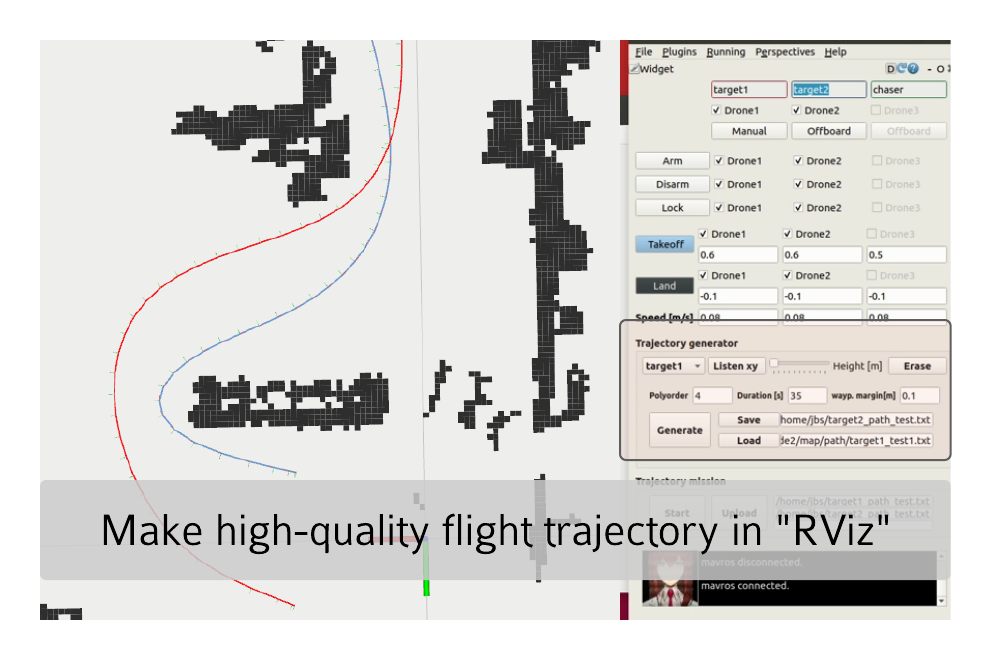 File Plugins Running Perspectives Help
Widget D
target1 target2 chaser
Drone1 Drone2 Drone3
Manual Offboard Offboard
Arm Drone1 Drone2 Drone3
Disarm Drone1 Drone2 Drone3
Lock Drone1 Drone2 Drone3
Drone1 Drone2 Drone3
Takeoff
0.6 0.6 0.5
Drone1 Drone2 Drone3
Land
-0.1 -0.1 -0.1
Speed [m/s] 0.08 0.08 0.08
Trajectory generator
target1 Listen xy Height [m] Erase
Polyorder 4 Duration [s] 35 wayp. margin[m] 0.1
Generate
Save home/jbs/target2_path_test.txt
Load de2/map/path/target1_test1.txt
Trajectory mission
Start Upload
/home/jbs/target1_path_test.txt
/home/jbs/target2_path_test.txt
Make high-quality flight trajectory in "RViz"
mavros disconnected.
mavros connected.